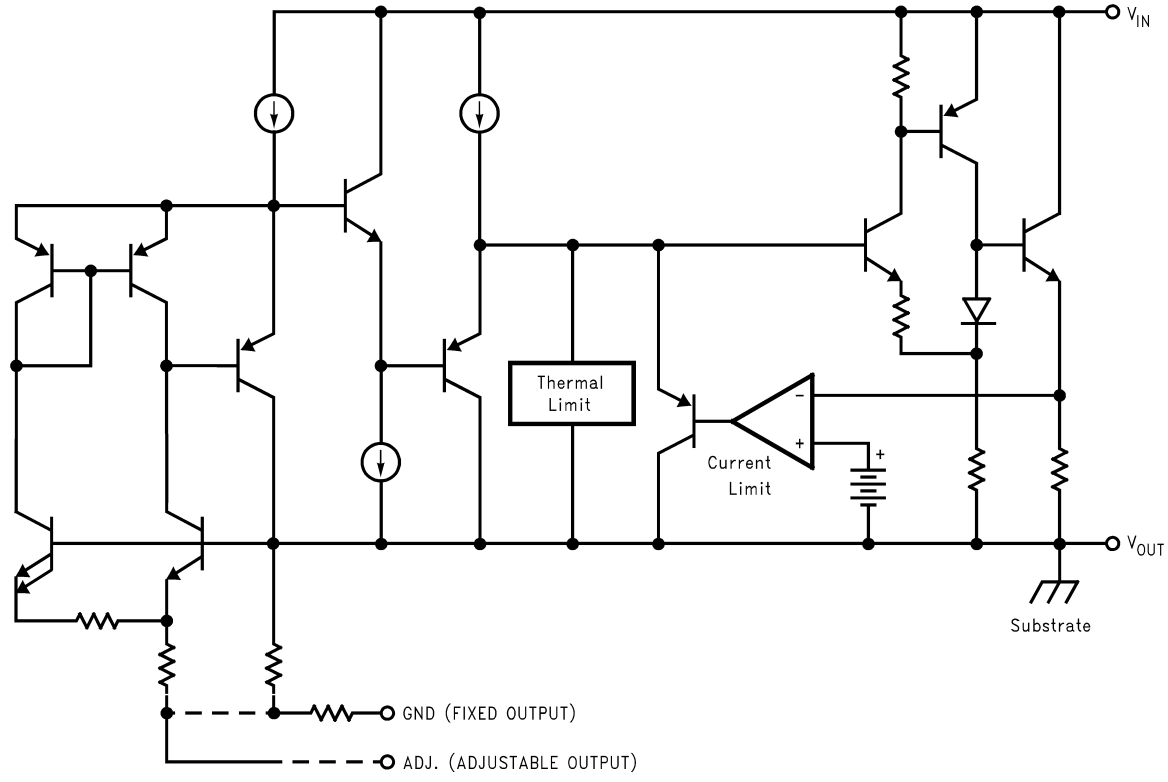 V_IN
Thermal
Limit
−
+
+
Current
Limit
V_OUT
Substrate
GND (FIXED OUTPUT)
ADJ. (ADJUSTABLE OUTPUT)